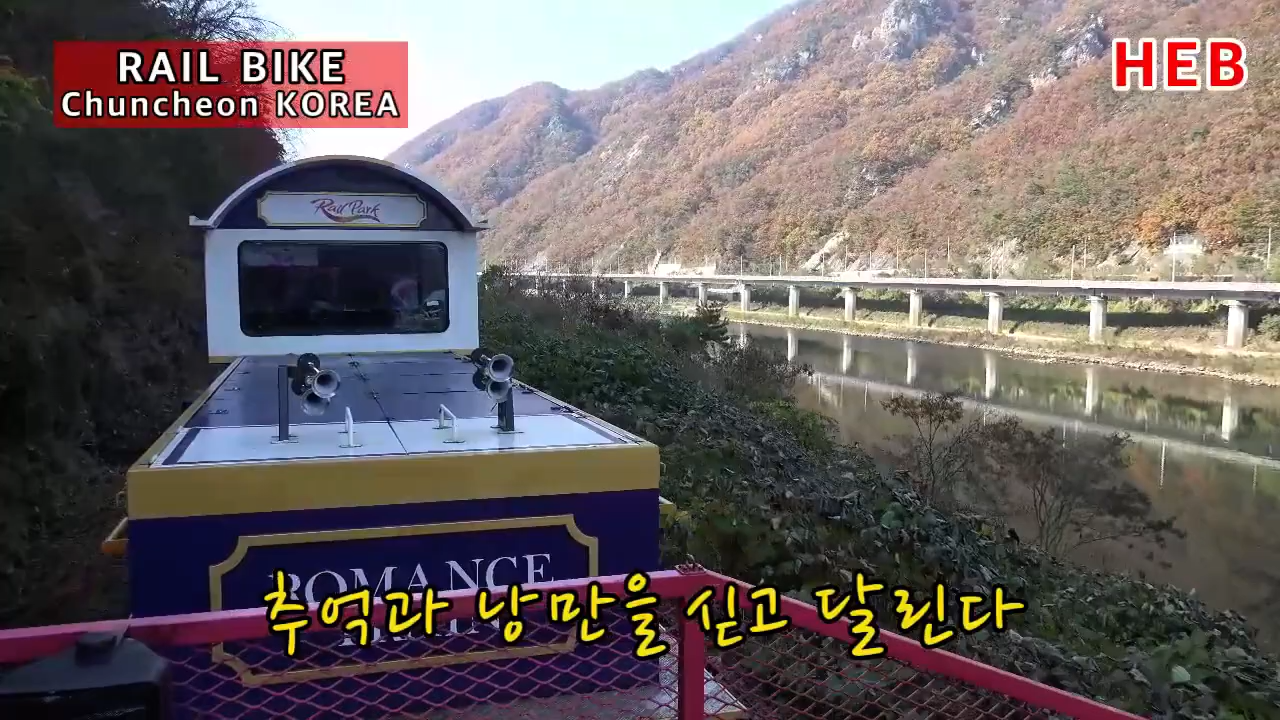 RAIL BIKE
Chuncheon KOREA
HEB
Rail Park
ROMANCE
TRAIN
추억과 낭만을 싣고 달린다